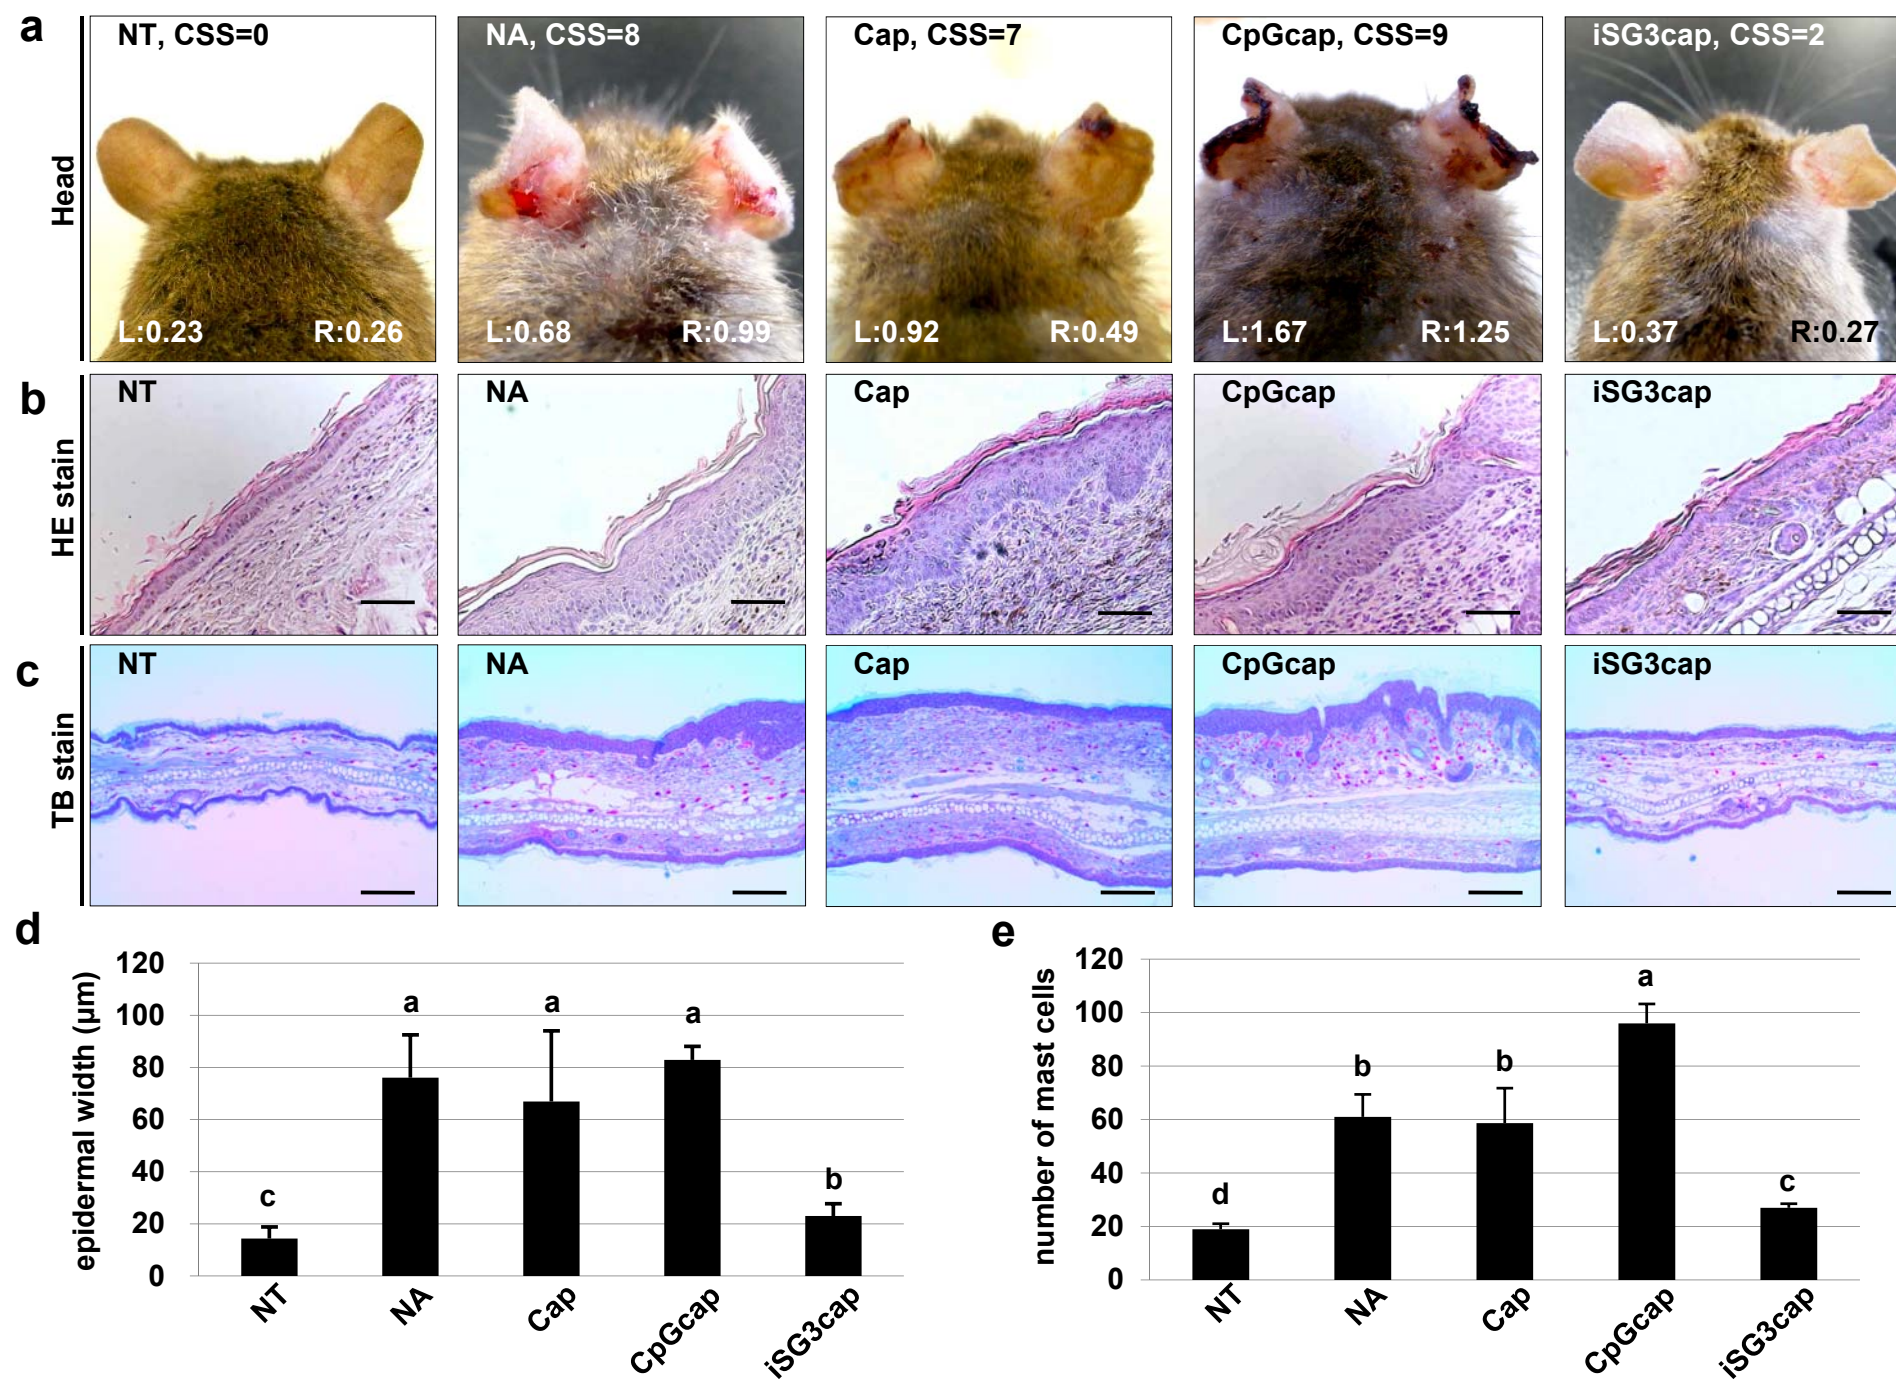 a
Head
NT, CSS=0
L:0.23 R:0.26
NA, CSS=8
L:0.68 R:0.99
Cap, CSS=7
L:0.92 R:0.49
CpGcap, CSS=9
L:1.67 R:1.25
iSG3cap, CSS=2
L:0.37 R:0.27
b
HE stain
NT
NA
Cap
CpGcap
iSG3cap
c
TB stain
NT
NA
Cap
CpGcap
iSG3cap
d
epidermal width (μm)
120
100
80
60
40
20
0
c
a
a
a
b
NT
NA
Cap
CpGcap
iSG3cap
e
number of mast cells
120
100
80
60
40
20
0
d
b
b
a
c
NT
NA
Cap
CpGcap
iSG3cap